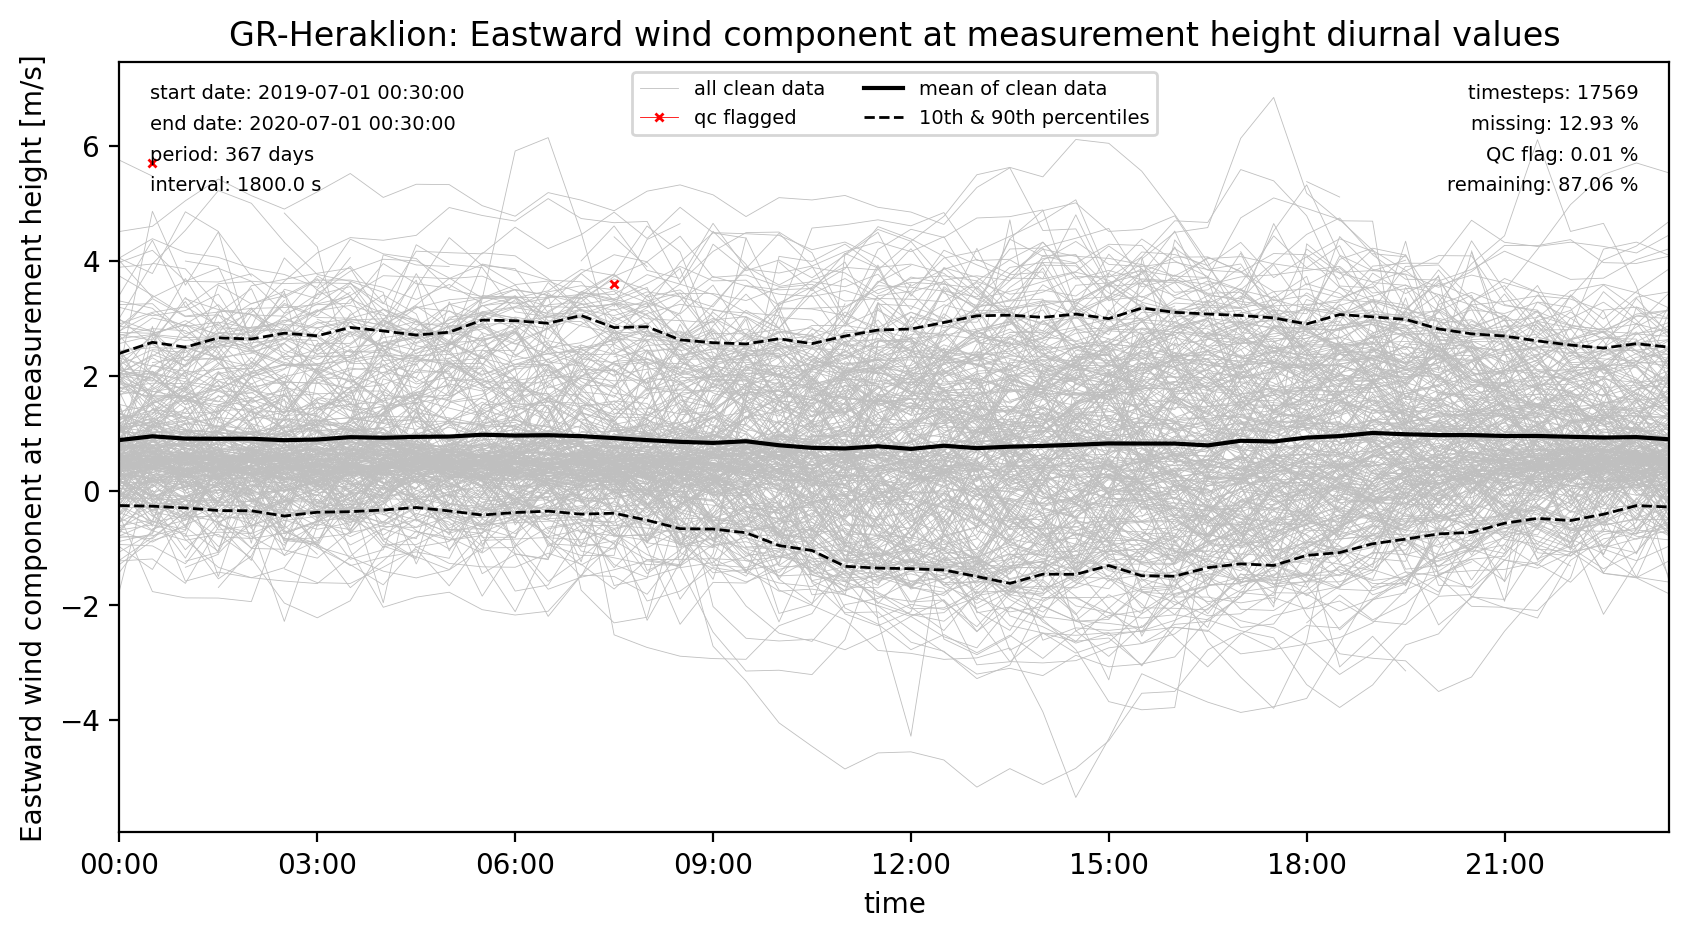 GR-Heraklion: Eastward wind component at measurement height diurnal values
Eastward wind component at measurement height [m/s]
start date: 2019-07-01 00:30:00
end date: 2020-07-01 00:30:00
period: 367 days
interval: 1800.0 s
all clean data
qc flagged
mean of clean data
10th & 90th percentiles
timesteps: 17569
missing: 12.93 %
QC flag: 0.01 %
remaining: 87.06 %
6
4
2
0
−2
−4
00:00 03:00 06:00 09:00 12:00 15:00 18:00 21:00
time